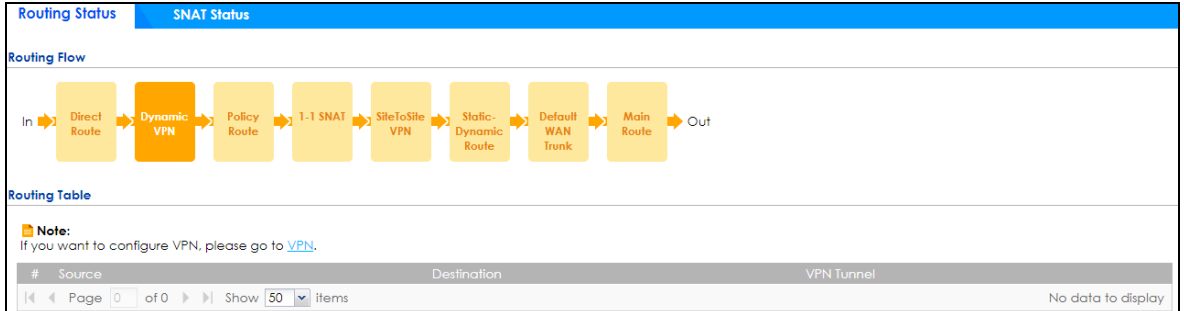 Routing Status SNAT Status
Routing Flow
In Direct Route Dynamic VPN Policy Route 1-1 SNAT SiteToSite VPN Static-Dynamic Route Default WAN Trunk Main Route Out
Routing Table
Note:
If you want to configure VPN, please go to VPN.
# Source Destination VPN Tunnel
Page 0 of 0 Show 50 items No data to display